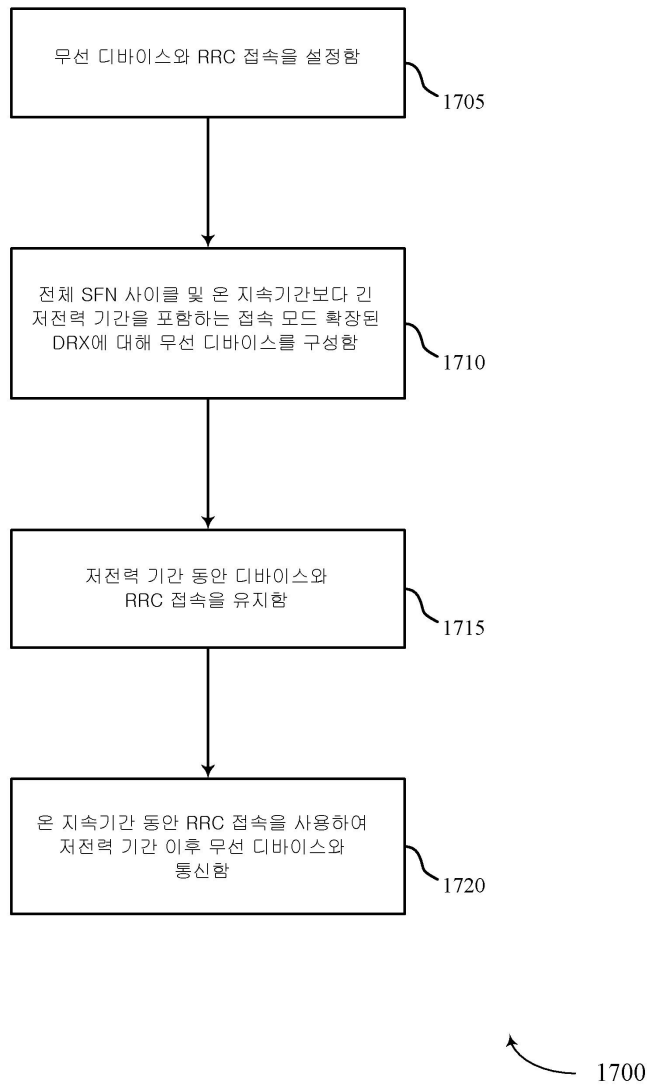 무선 디바이스와 RRC 접속을 설정함
1705
전체 SFN 사이클 및 온 지속기간보다 긴
저전력 기간을 포함하는 접속 모드 확장된
DRX에 대해 무선 디바이스를 구성함
1710
저전력 기간 동안 디바이스와
RRC 접속을 유지함
1715
온 지속기간 동안 RRC 접속을 사용하여
저전력 기간 이후 무선 디바이스와
통신함
1720
1700